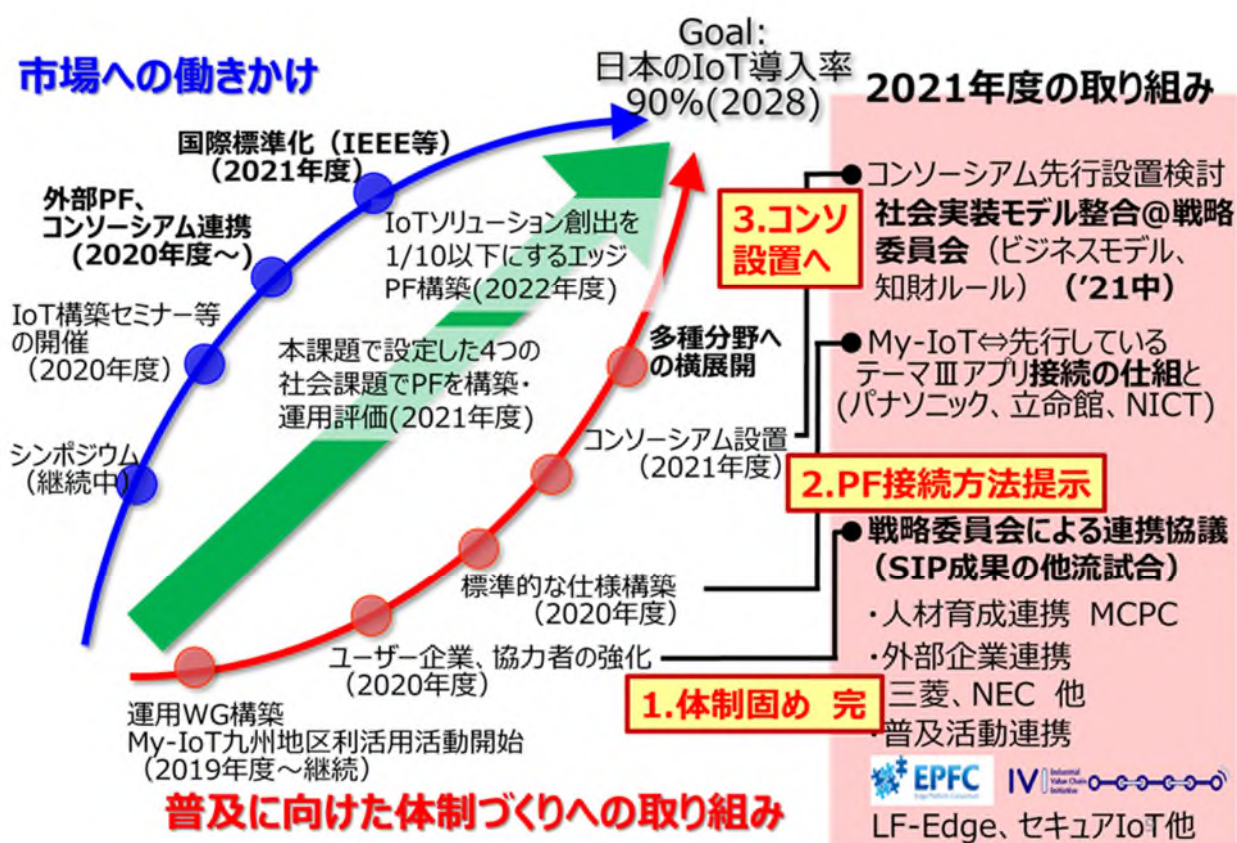 市場への働きかけ
Goal:
日本のIoT導入率
90%(2028)
国際標準化（IEEE等）
（2021年度）
外部PF、
コンソーシアム連携
（2020年度～）
IoT構築セミナー等
の開催
（2020年度）
シンポジウム
（継続中）
IoTソリューション創出を
1/10以下にするエッジ
PF構築(2022年度)
本課題で設定した4つの
社会課題でPFを構築・
運用評価(2021年度)
多種分野へ
の横展開
コンソーシアム設置
（2021年度）
標準的な仕様構築
（2020年度）
ユーザー企業、協力者の強化
（2020年度）
運用WG構築
My-IoT九州地区利活用活動開始
（2019年度～継続）
普及に向けた体制づくりへの取り組み
3.コンソ
設置へ
2.PF接続方法提示
1.体制固め 完
2021年度の取り組み
コンソーシアム先行設置検討
社会実装モデル整合@戦略
委員会（ビジネスモデル、
知財ルール）（’21中）
My-IoT⇔先行している
テーマⅢアプリ接続の仕組と
(パナソニック、立命館、NICT)
戦略委員会による連携協議
（SIP成果の他流試合）
・人材育成連携 MCPC
・外部企業連携
三菱、NEC 他
・普及活動連携
EPFC
Edge Platform Consortium
IVI
Industrial
Value Chain
Initiative
LF-Edge、セキュアIoT他